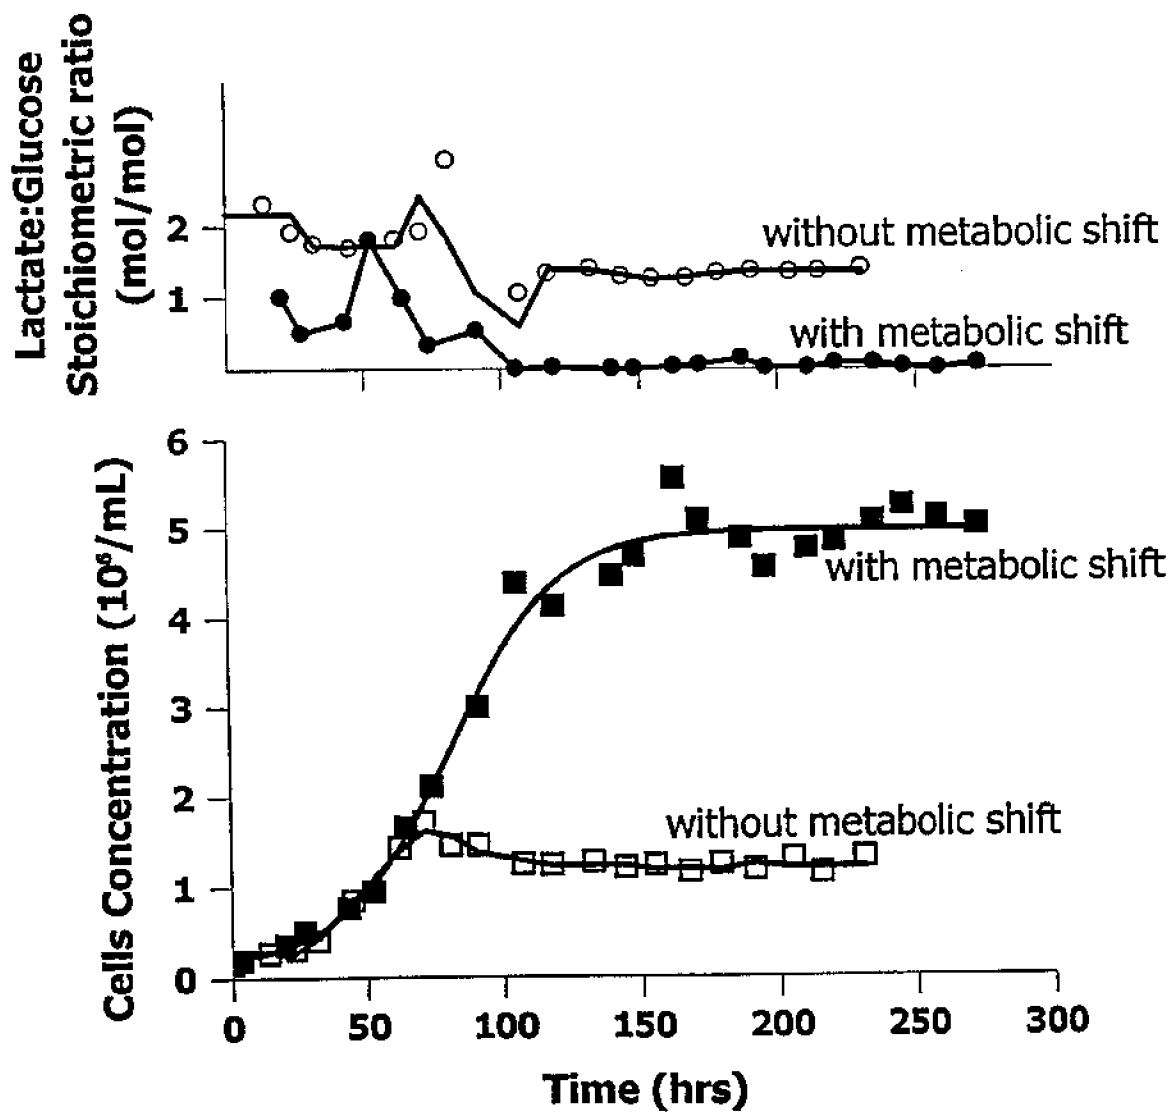 Lactate:Glucose
Stoichiometric ratio
(mol/mol)
2
1
without metabolic shift
with metabolic shift
Cells Concentration (10⁶/mL)
6
5
4
3
2
1
0
with metabolic shift
without metabolic shift
0 50 100 150 200 250 300
Time (hrs)